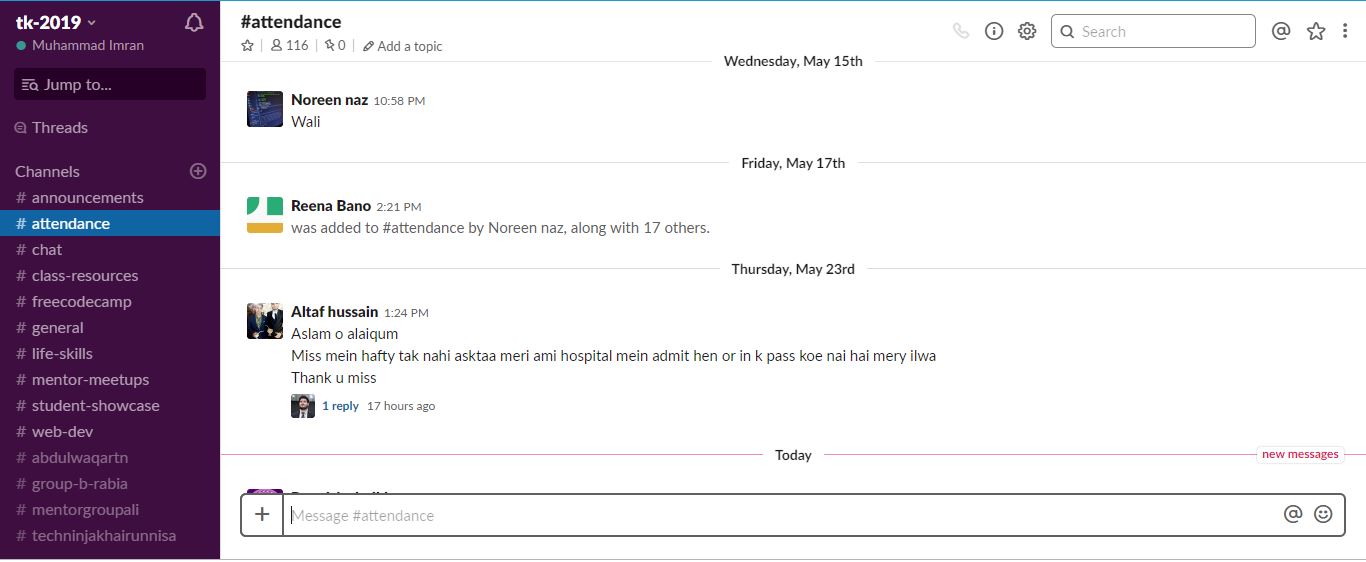 tk-2019
Muhammad Imran
Jump to...
Threads
Channels
# announcements
# attendance
# chat
# class-resources
# freecodecamp
# general
# life-skills
# mentor-meetups
# student-showcase
# web-dev
# abdulwaqartn
# group-b-rabia
# mentorgroupali
# techninjakhairunnisa
#attendance
116 | 0 | Add a topic
Search
Wednesday, May 15th
Noreen naz 10:58 PM
Wali
Friday, May 17th
Reena Bano 2:21 PM
was added to #attendance by Noreen naz, along with 17 others.
Thursday, May 23rd
Altaf hussain 1:24 PM
Aslam o alaiqum
Miss mein hafty tak nahi asktaa meri ami hospital mein admit hen or in k pass koe nai hai mery ilwa
Thank u miss
1 reply 17 hours ago
Today
new messages
Message #attendance